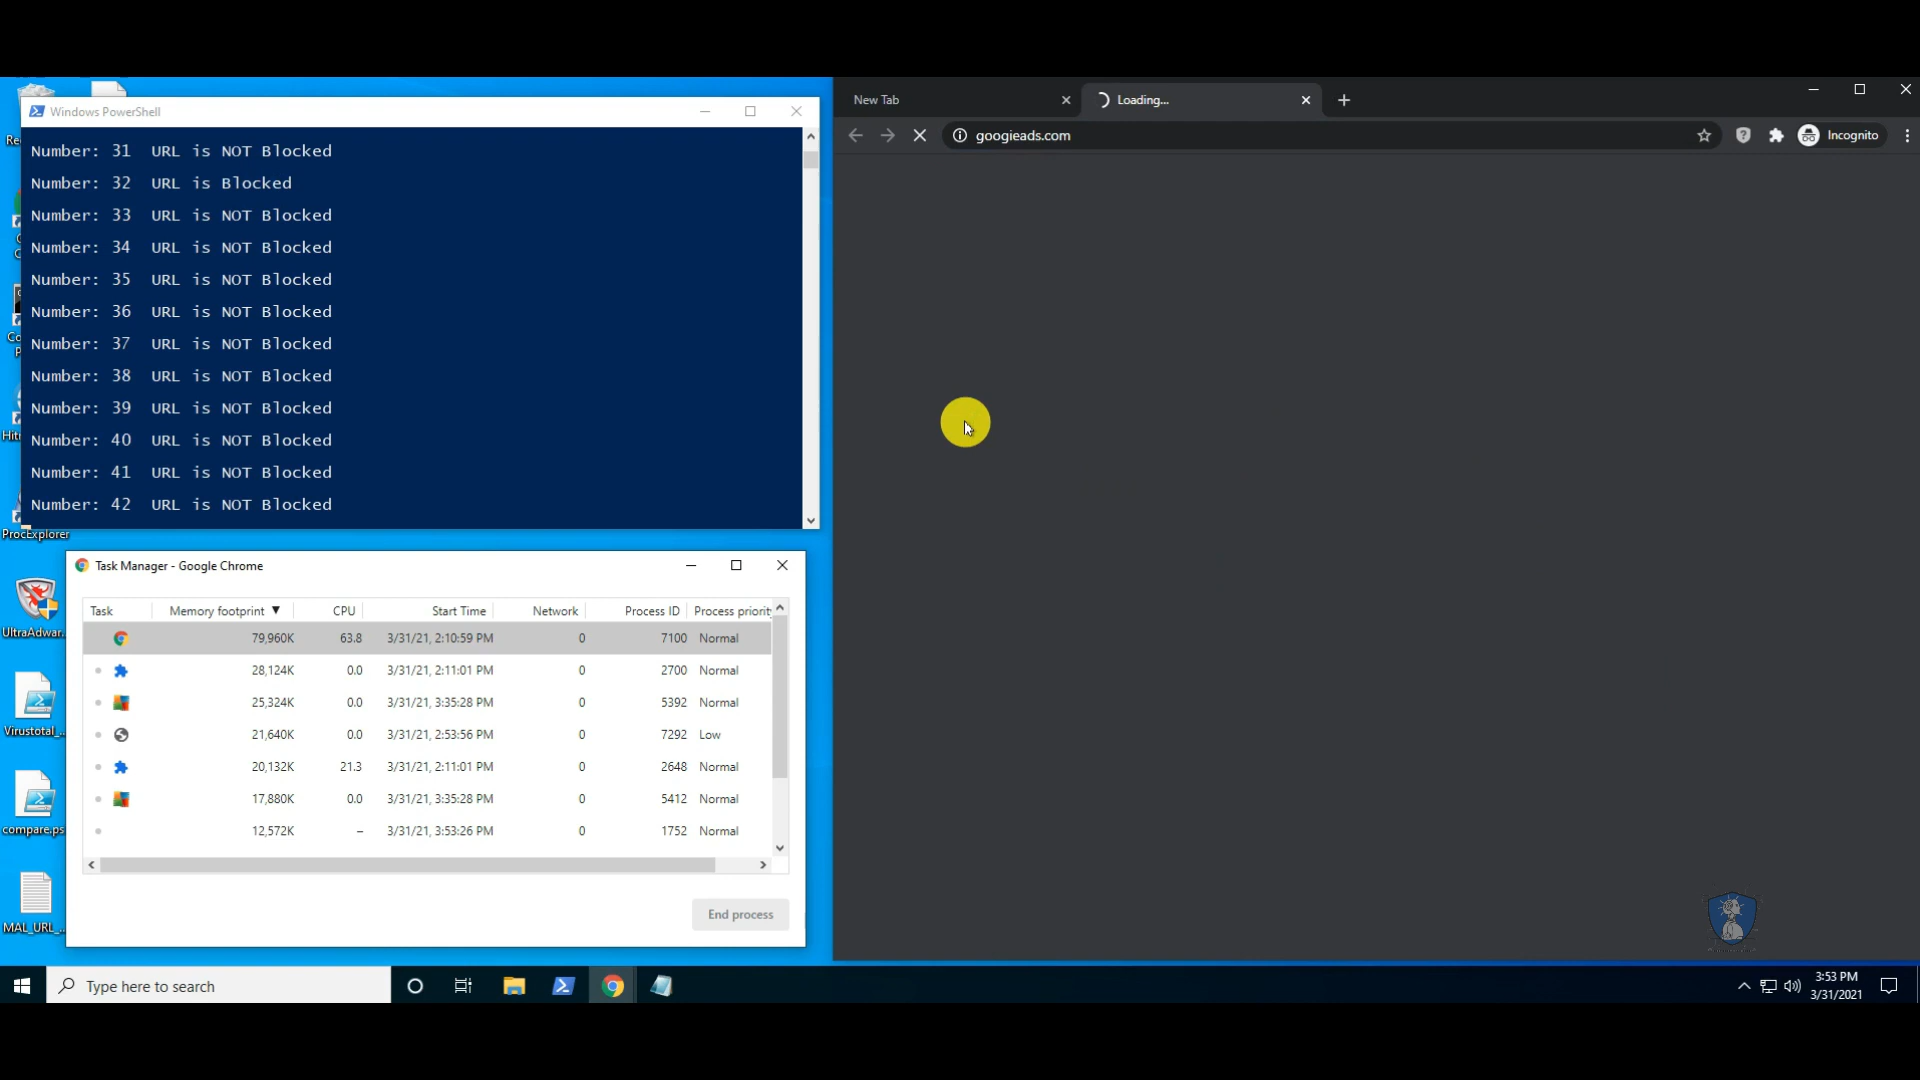 Windows PowerShell
Number: 31 URL is NOT Blocked
Number: 32 URL is Blocked
Number: 33 URL is NOT Blocked
Number: 34 URL is NOT Blocked
Number: 35 URL is NOT Blocked
Number: 36 URL is NOT Blocked
Number: 37 URL is NOT Blocked
Number: 38 URL is NOT Blocked
Number: 39 URL is NOT Blocked
Number: 40 URL is NOT Blocked
Number: 41 URL is NOT Blocked
Number: 42 URL is NOT Blocked
ProcExplorer
UltraAdwar...
Virustotal_...
compare.ps
MAL_URL_...
Task Manager - Google Chrome
Task Memory footprint ▼ CPU Start Time Network Process ID Process priority
79,960K 63.8 3/31/21, 2:10:59 PM 0 7100 Normal
28,124K 0.0 3/31/21, 2:11:01 PM 0 2700 Normal
25,324K 0.0 3/31/21, 3:35:28 PM 0 5392 Normal
21,640K 0.0 3/31/21, 2:53:56 PM 0 7292 Low
20,132K 21.3 3/31/21, 2:11:01 PM 0 2648 Normal
17,880K 0.0 3/31/21, 3:35:28 PM 0 5412 Normal
12,572K – 3/31/21, 3:53:26 PM 0 1752 Normal
End process
New Tab
Loading...
googieads.com
Incognito
Type here to search
3:53 PM
3/31/2021